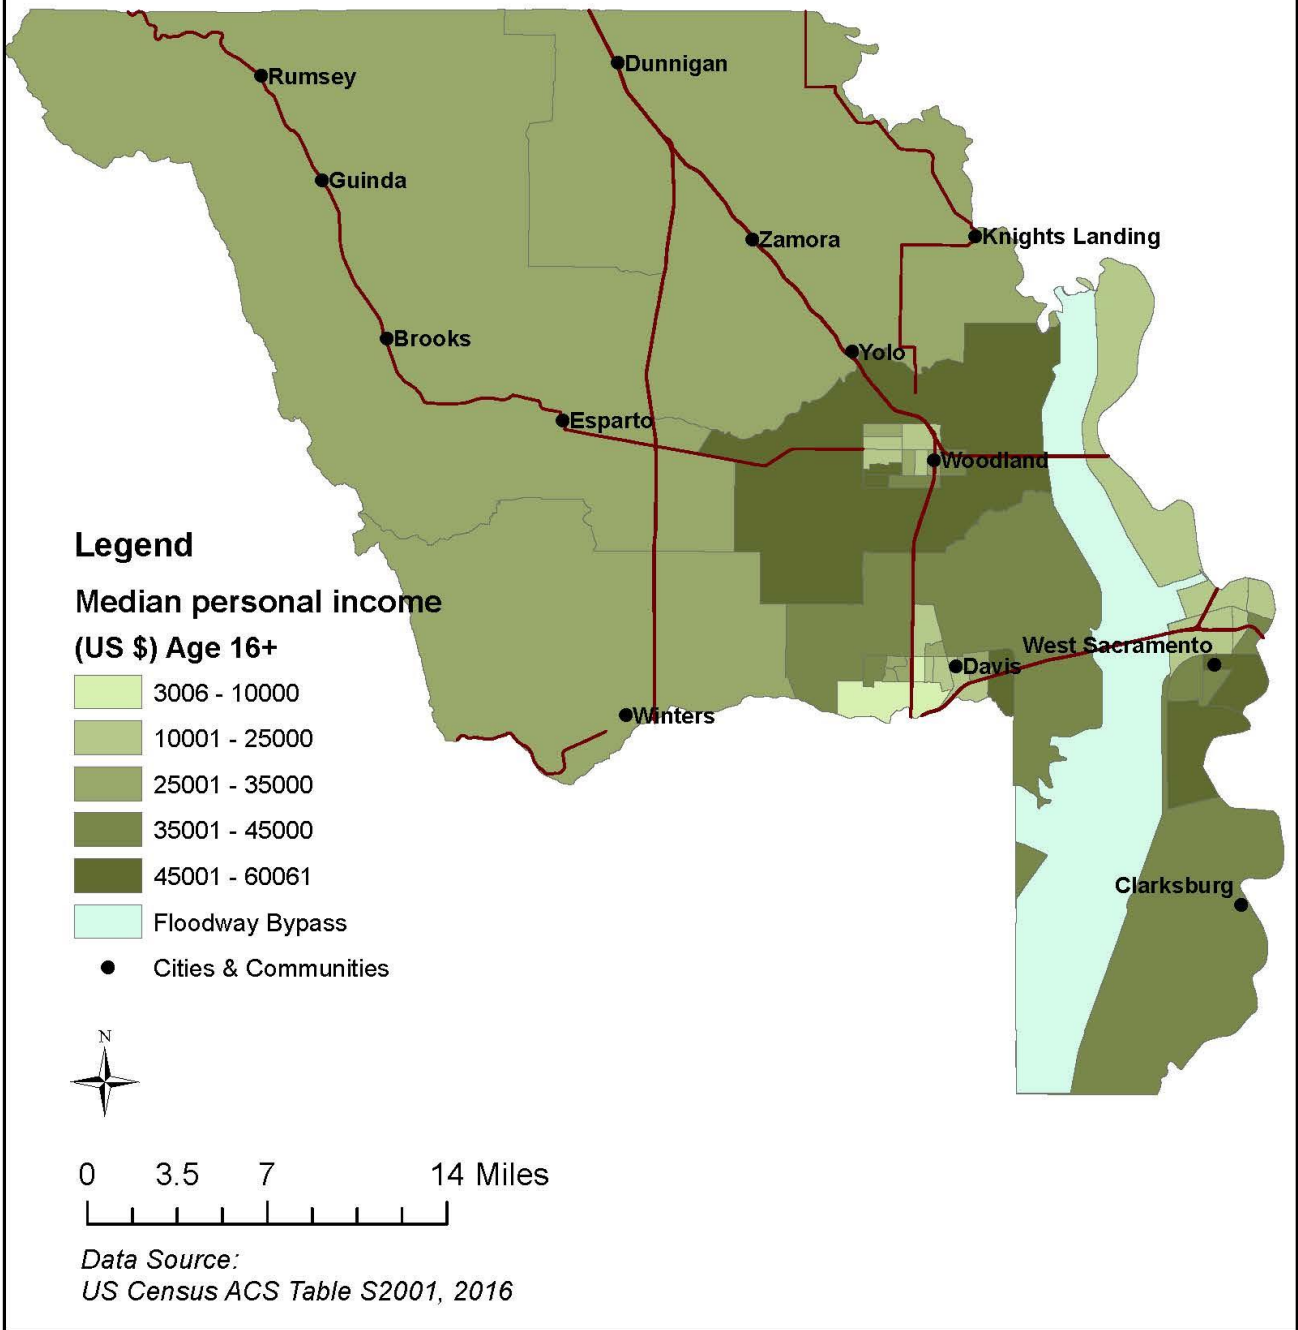 Dunnigan
Rumsey
Guinda
Zamora
Knights Landing
Brooks
Yolo
Esparto
Woodland
West Sacramento
Davis
Winters
Clarksburg
Legend
Median personal income
(US $) Age 16+
3006 - 10000
10001 - 25000
25001 - 35000
35001 - 45000
45001 - 60061
Floodway Bypass
Cities & Communities
N
0 3.5 7 14 Miles
Data Source:
US Census ACS Table S2001, 2016